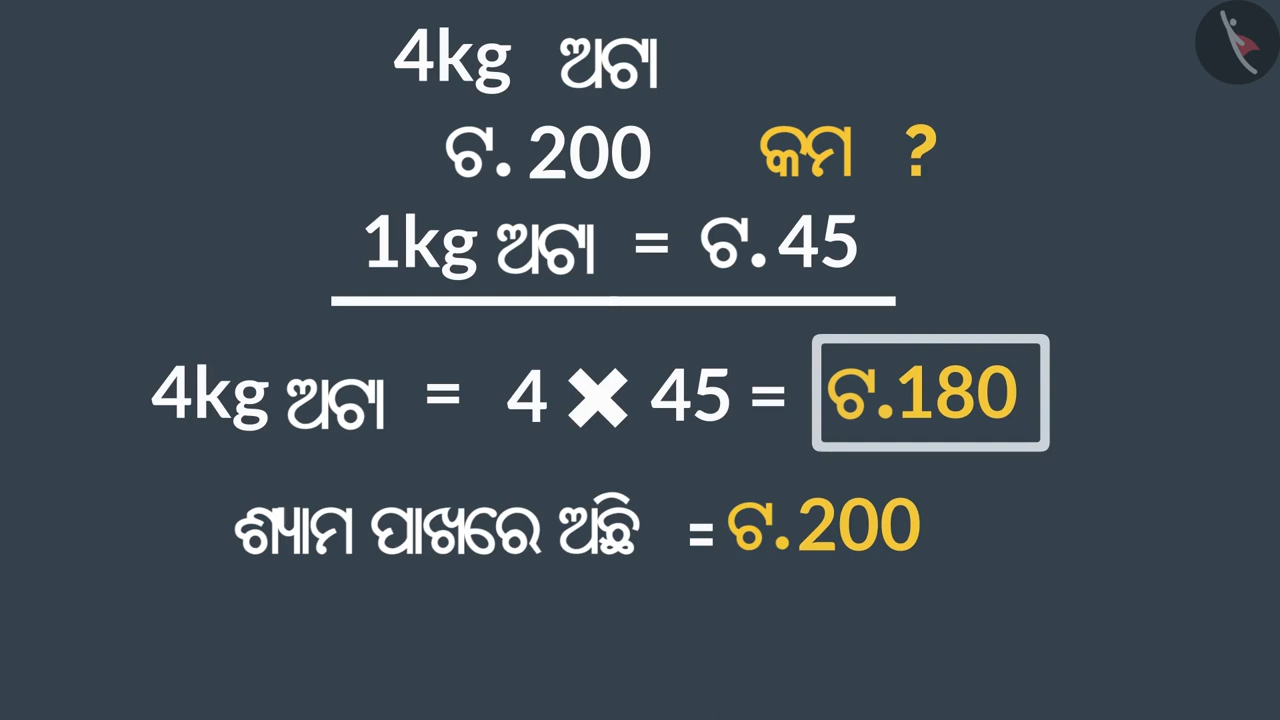 4kg ଅଟା
ଟ. 200 କମ ?
1kg ଅଟା = ଟ. 45
4kg ଅଟା = 4 ✖ 45 = ଟ.180
ଶ୍ୟାମ ପାଖରେ ଅଛି = ଟ.200